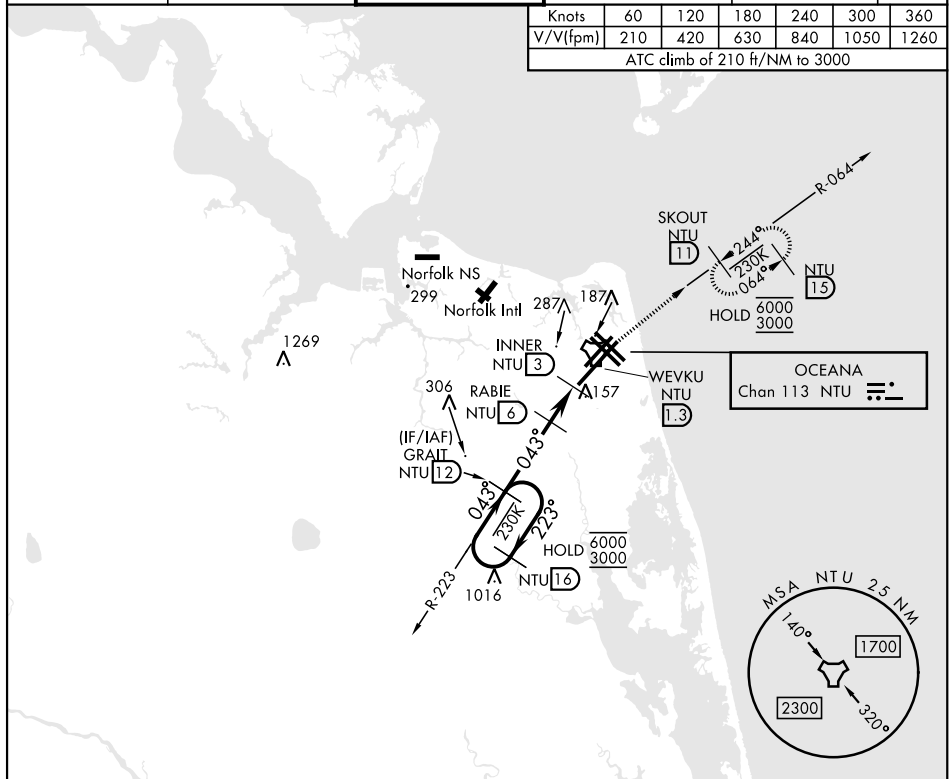 Knots 60 120 180 240 300 360
V/V(fpm) 210 420 630 840 1050 1260
ATC climb of 210 ft/NM to 3000
R-064
SKOUT
NTU
11
244°
230K
064°
NTU
15
HOLD 6000
3000
Norfolk NS
299
Norfolk Intl
287
187
1269
INNER
NTU 3
157
WEVKU
NTU
1.3
OCEANA
Chan 113 NTU
306
RABIE
NTU 6
(IF/IAF)
GRAIT
NTU 12
043°
043°
230K
223°
HOLD 6000
3000
NTU 16
1016
R-223
MSA NTU 25 NM
140°
1700
2300
320°